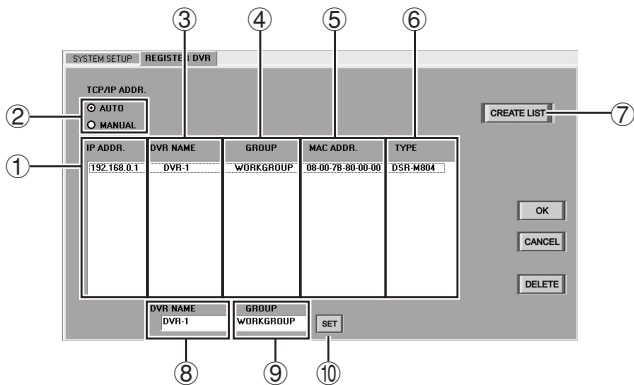 ③ ④ ⑤ ⑥
SYSTEM SETUP REGISTER DVR
TCP/IP ADDR.
② AUTO
MANUAL
CREATE LIST ⑦
IP ADDR. DVR NAME GROUP MAC ADDR. TYPE
① 192.168.0.1 DVR-1 WORKGROUP 08-00-7B-80-00-00 DSR-M804
OK
CANCEL
DELETE
DVR NAME GROUP
DVR-1 WORKGROUP SET
⑧ ⑨ ⑩